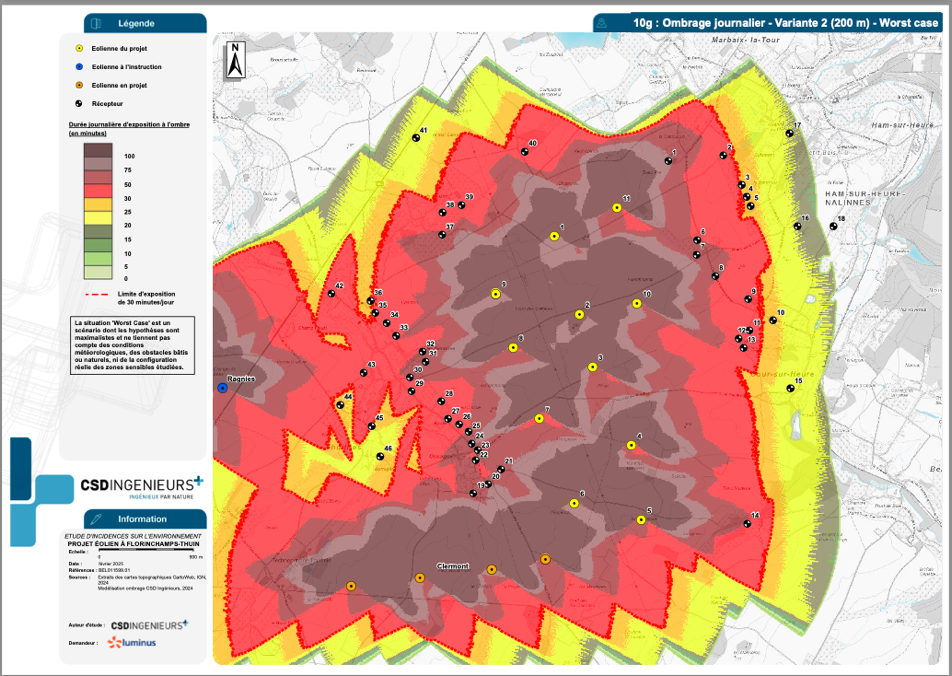 Légende
10g : Ombrage journalier - Variante 2 (200 m) - Worst case
Eolienne du projet
Eolienne à l'instruction
Eolienne en projet
Récepteur
Durée journalière d'exposition à l'ombre
(en minutes)
100
75
50
30
25
20
15
10
5
0
Limite d'exposition
de 30 minutes/jour
La situation 'Worst Case' est un
scénario dont les hypothèses sont
maximalistes et ne tiennent pas
compte des conditions
météorologiques, des obstacles bâtis
ou naturels, ni de la configuration
réelle des zones sensibles étudiées.
CSDINGENIEURS+
INGÉNIEUX PAR NATURE
Information
ETUDE D'INCIDENCES SUR L'ENVIRONNEMENT
PROJET ÉOLIEN À FLORINCHAMPS-THUIN
Echelle :
0 800 m
Date : février 2025
Références : BEL011599.01
Sources : Extraits des cartes topographiques CartoWeb, IGN,
2024
Modélisation ombrage CSD Ingénieurs, 2024
Auteur d'étude : CSDINGENIEURS+
Demandeur : luminus
N
Marbaix-la-Tour
Ham-sur-Heure
HAM-SUR-HEURE-
NALINNES
Cour-sur-Heure
Ragnies
Clermont
41
40
1
2
17
3
4
5
39
38
37
11
1
16
18
6
7
8
42
36
35
34
33
9
2
10
9
10
11
12
13
32
31
30
29
8
3
43
15
44
45
46
28
27
26
25
24
23
22
21
20
19
7
4
6
5
14